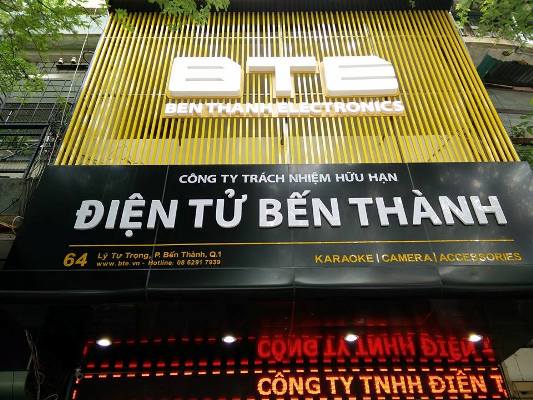 BTE
BEN THANH ELECTRONICS
CÔNG TY TRÁCH NHIỆM HỮU HẠN
ĐIỆN TỬ BẾN THÀNH
64 Lý Tự Trọng, P. Bến Thành, Q.1
www.bte.vn - Hotline: 08 6291 7939
KARAOKE | CAMERA | ACCESSORIES
CÔNG TY TNHH ĐIỆN
CÔNG TY TNHH ĐIỆN T